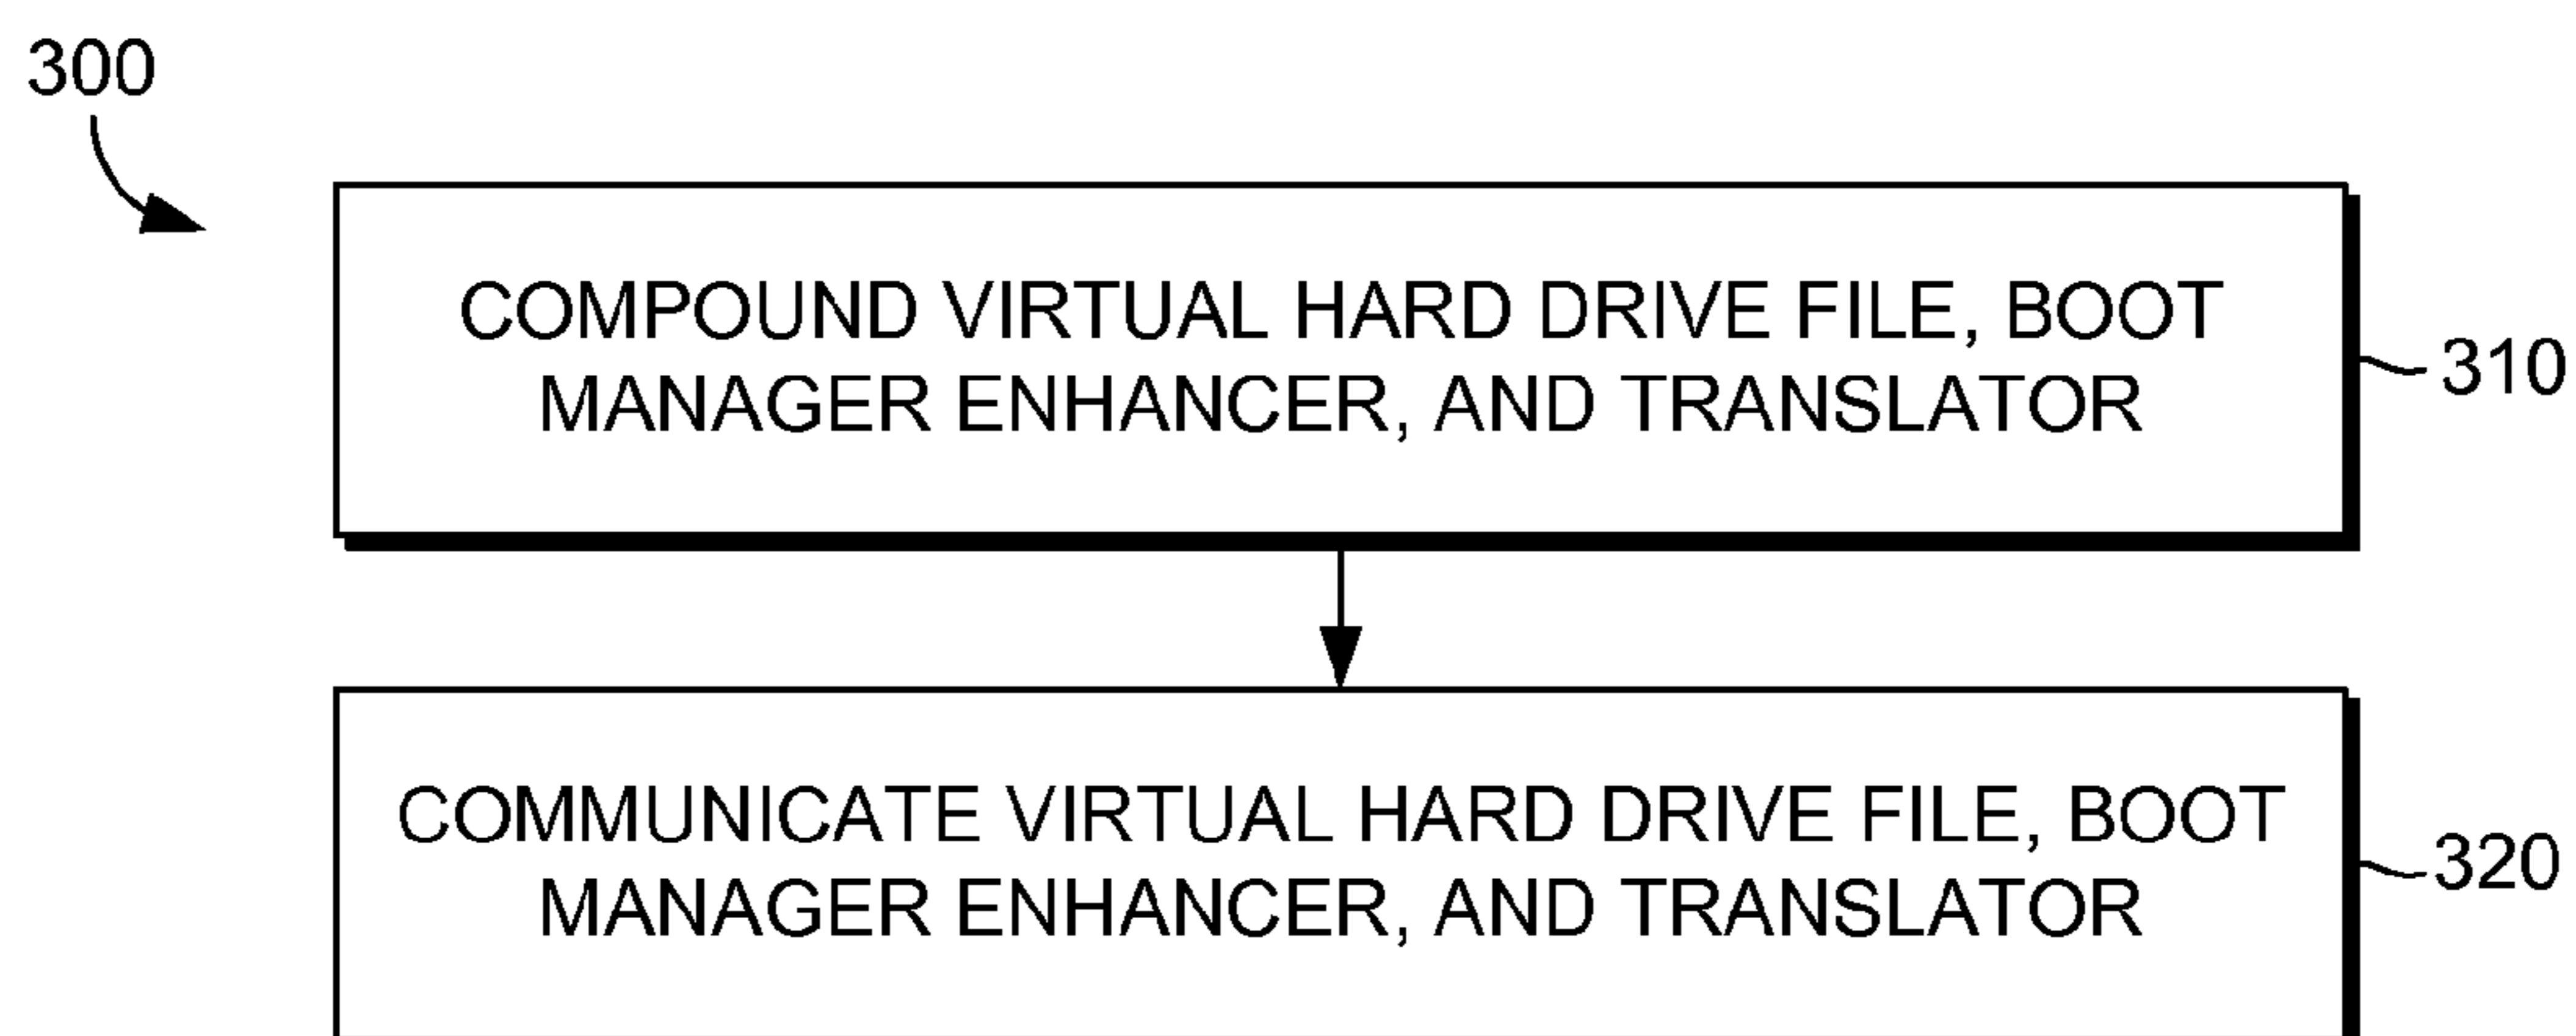 300
COMPOUND VIRTUAL HARD DRIVE FILE, BOOT
MANAGER ENHANCER, AND TRANSLATOR
310
COMMUNICATE VIRTUAL HARD DRIVE FILE, BOOT
MANAGER ENHANCER, AND TRANSLATOR
320